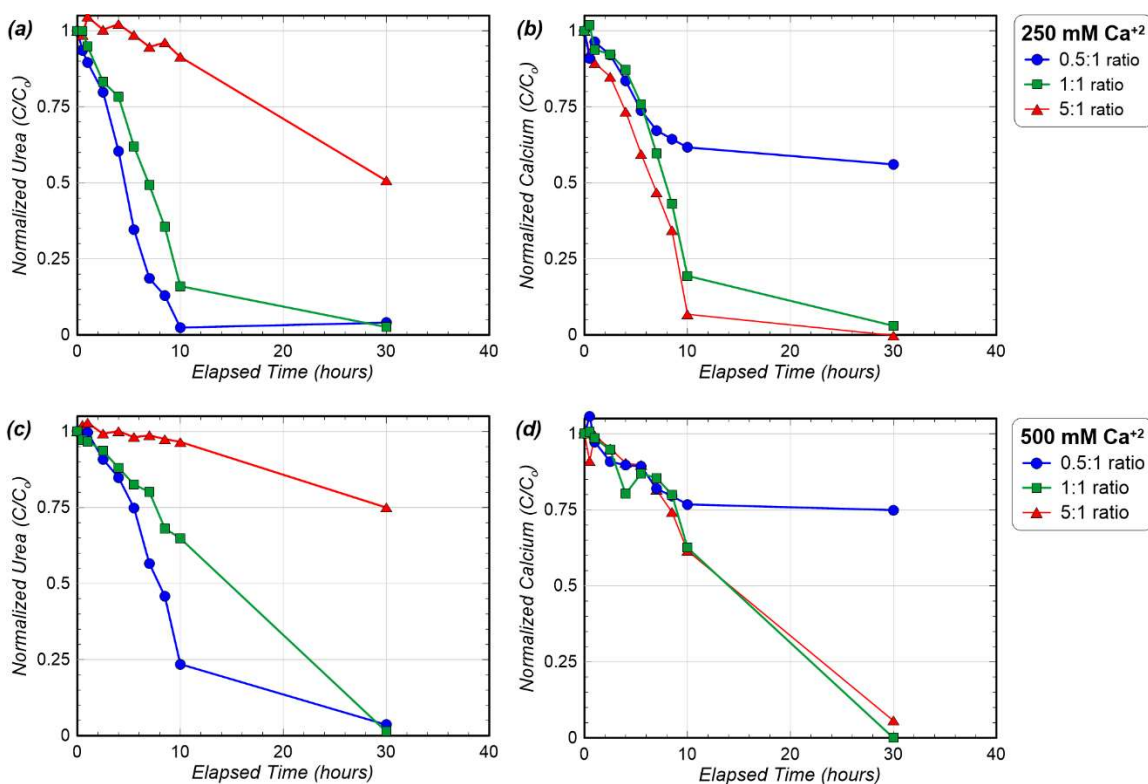 (a)
Normalized Urea (C/Cₒ)
1
0.75
0.5
0.25
0
0 10 20 30 40
Elapsed Time (hours)
(b)
Normalized Calcium (C/Cₒ)
1
0.75
0.5
0.25
0
0 10 20 30 40
Elapsed Time (hours)
250 mM Ca⁺²
0.5:1 ratio
1:1 ratio
5:1 ratio
(c)
Normalized Urea (C/Cₒ)
1
0.75
0.5
0.25
0
0 10 20 30 40
Elapsed Time (hours)
(d)
Normalized Calcium (C/Cₒ)
1
0.75
0.5
0.25
0
0 10 20 30 40
Elapsed Time (hours)
500 mM Ca⁺²
0.5:1 ratio
1:1 ratio
5:1 ratio